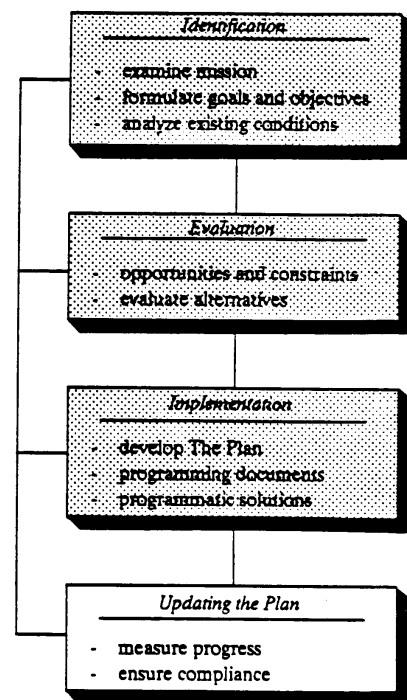 Identification
- examine mission
- formulate goals and objectives
- analyze existing conditions
Evaluation
- opportunities and constraints
- evaluate alternatives
Implementation
- develop The Plan
- programming documents
- programmatic solutions
Updating the Plan
- measure progress
- ensure compliance